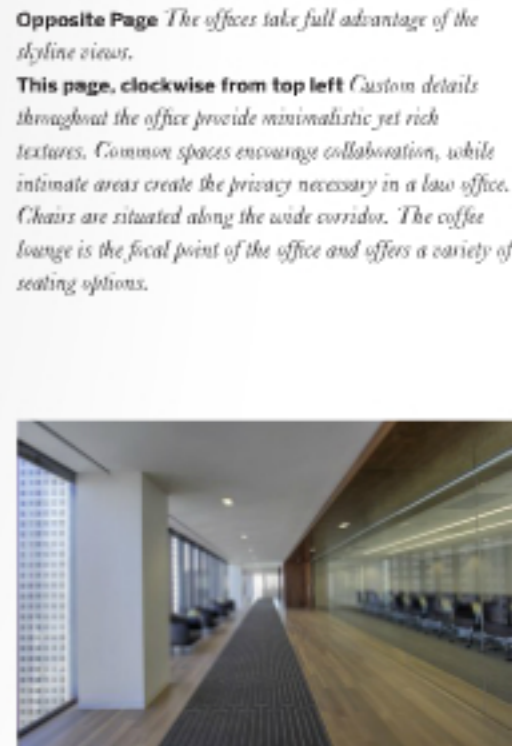 Opposite Page The offices take full advantage of the
skyline views.
This page, clockwise from top left Custom details
throughout the office provide minimalistic yet rich
textures. Common spaces encourage collaboration, while
intimate areas create the privacy necessary in a law office.
Chairs are situated along the wide corridor. The coffee
lounge is the focal point of the office and offers a variety of
seating options.